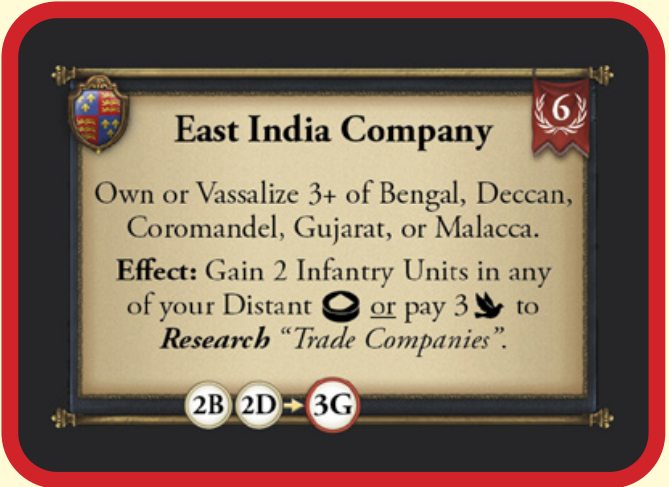 6
East India Company
Own or Vassalize 3+ of Bengal, Deccan,
Coromandel, Gujarat, or Malacca.
Effect: Gain 2 Infantry Units in any
of your Distant or pay 3 to
Research "Trade Companies".
2B 2D 3G